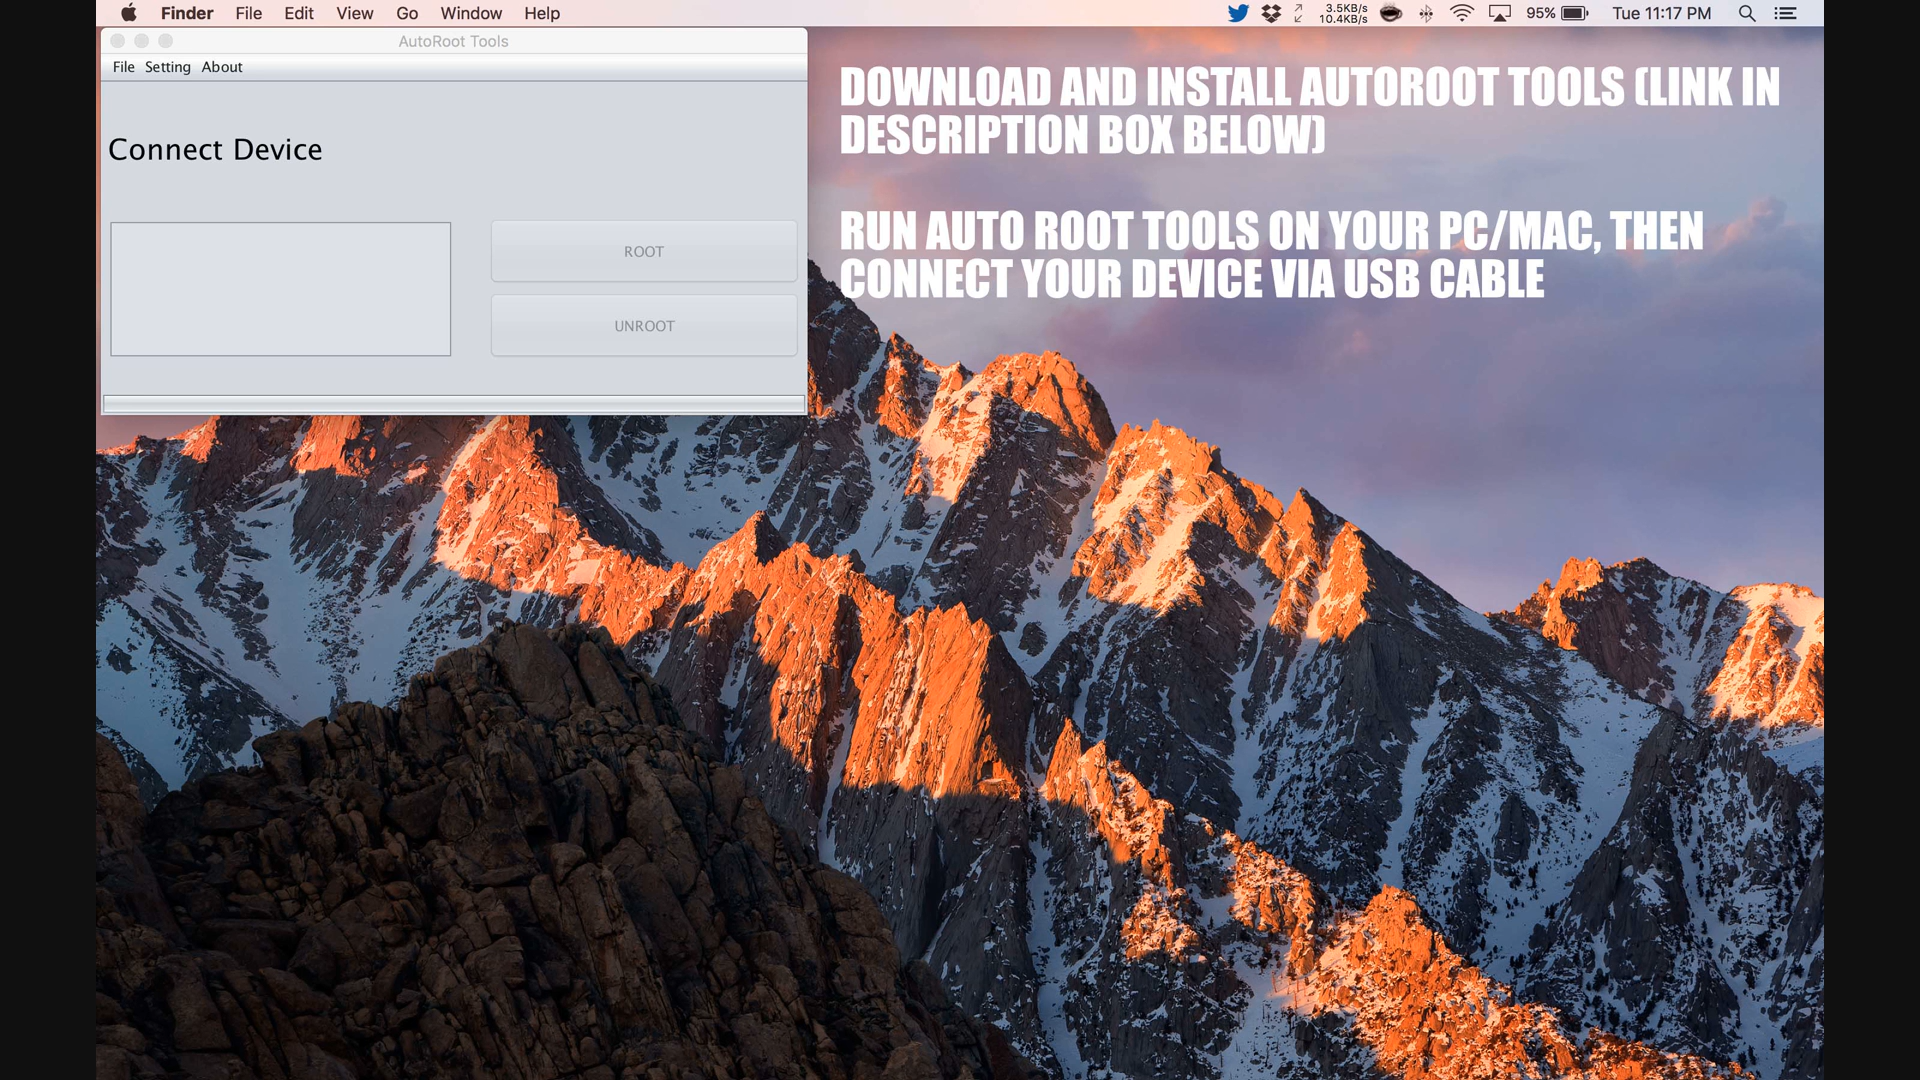 Finder File Edit View Go Window Help 3.5KB/s 10.4KB/s 95% Tue 11:17 PM
AutoRoot Tools
File Setting About
Connect Device
ROOT
UNROOT
DOWNLOAD AND INSTALL AUTOROOT TOOLS (LINK IN
DESCRIPTION BOX BELOW)
RUN AUTO ROOT TOOLS ON YOUR PC/MAC, THEN
CONNECT YOUR DEVICE VIA USB CABLE